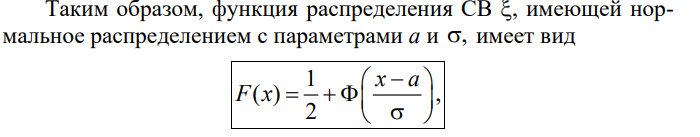 Таким образом, функция распределения СВ ξ, имеющей нор-
мальное распределением с параметрами a и σ, имеет вид
F(x) = 1/2 + Φ((x − a)/σ),